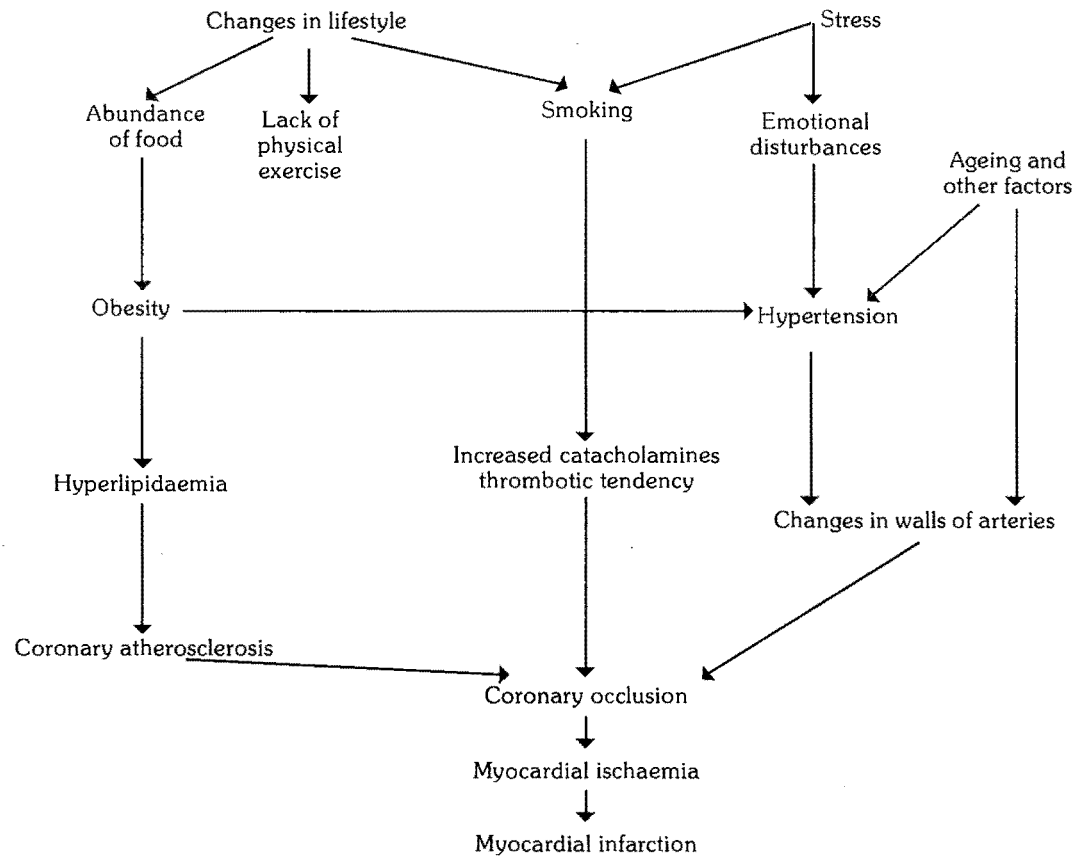 Changes in lifestyle
Stress
Abundance
of food
Lack of
physical
exercise
Smoking
Emotional
disturbances
Ageing and
other factors
Obesity
Hypertension
Increased catacholamines
thrombotic tendency
Hyperlipidaemia
Changes in walls of arteries
Coronary atherosclerosis
Coronary occlusion
Myocardial ischaemia
Myocardial infarction